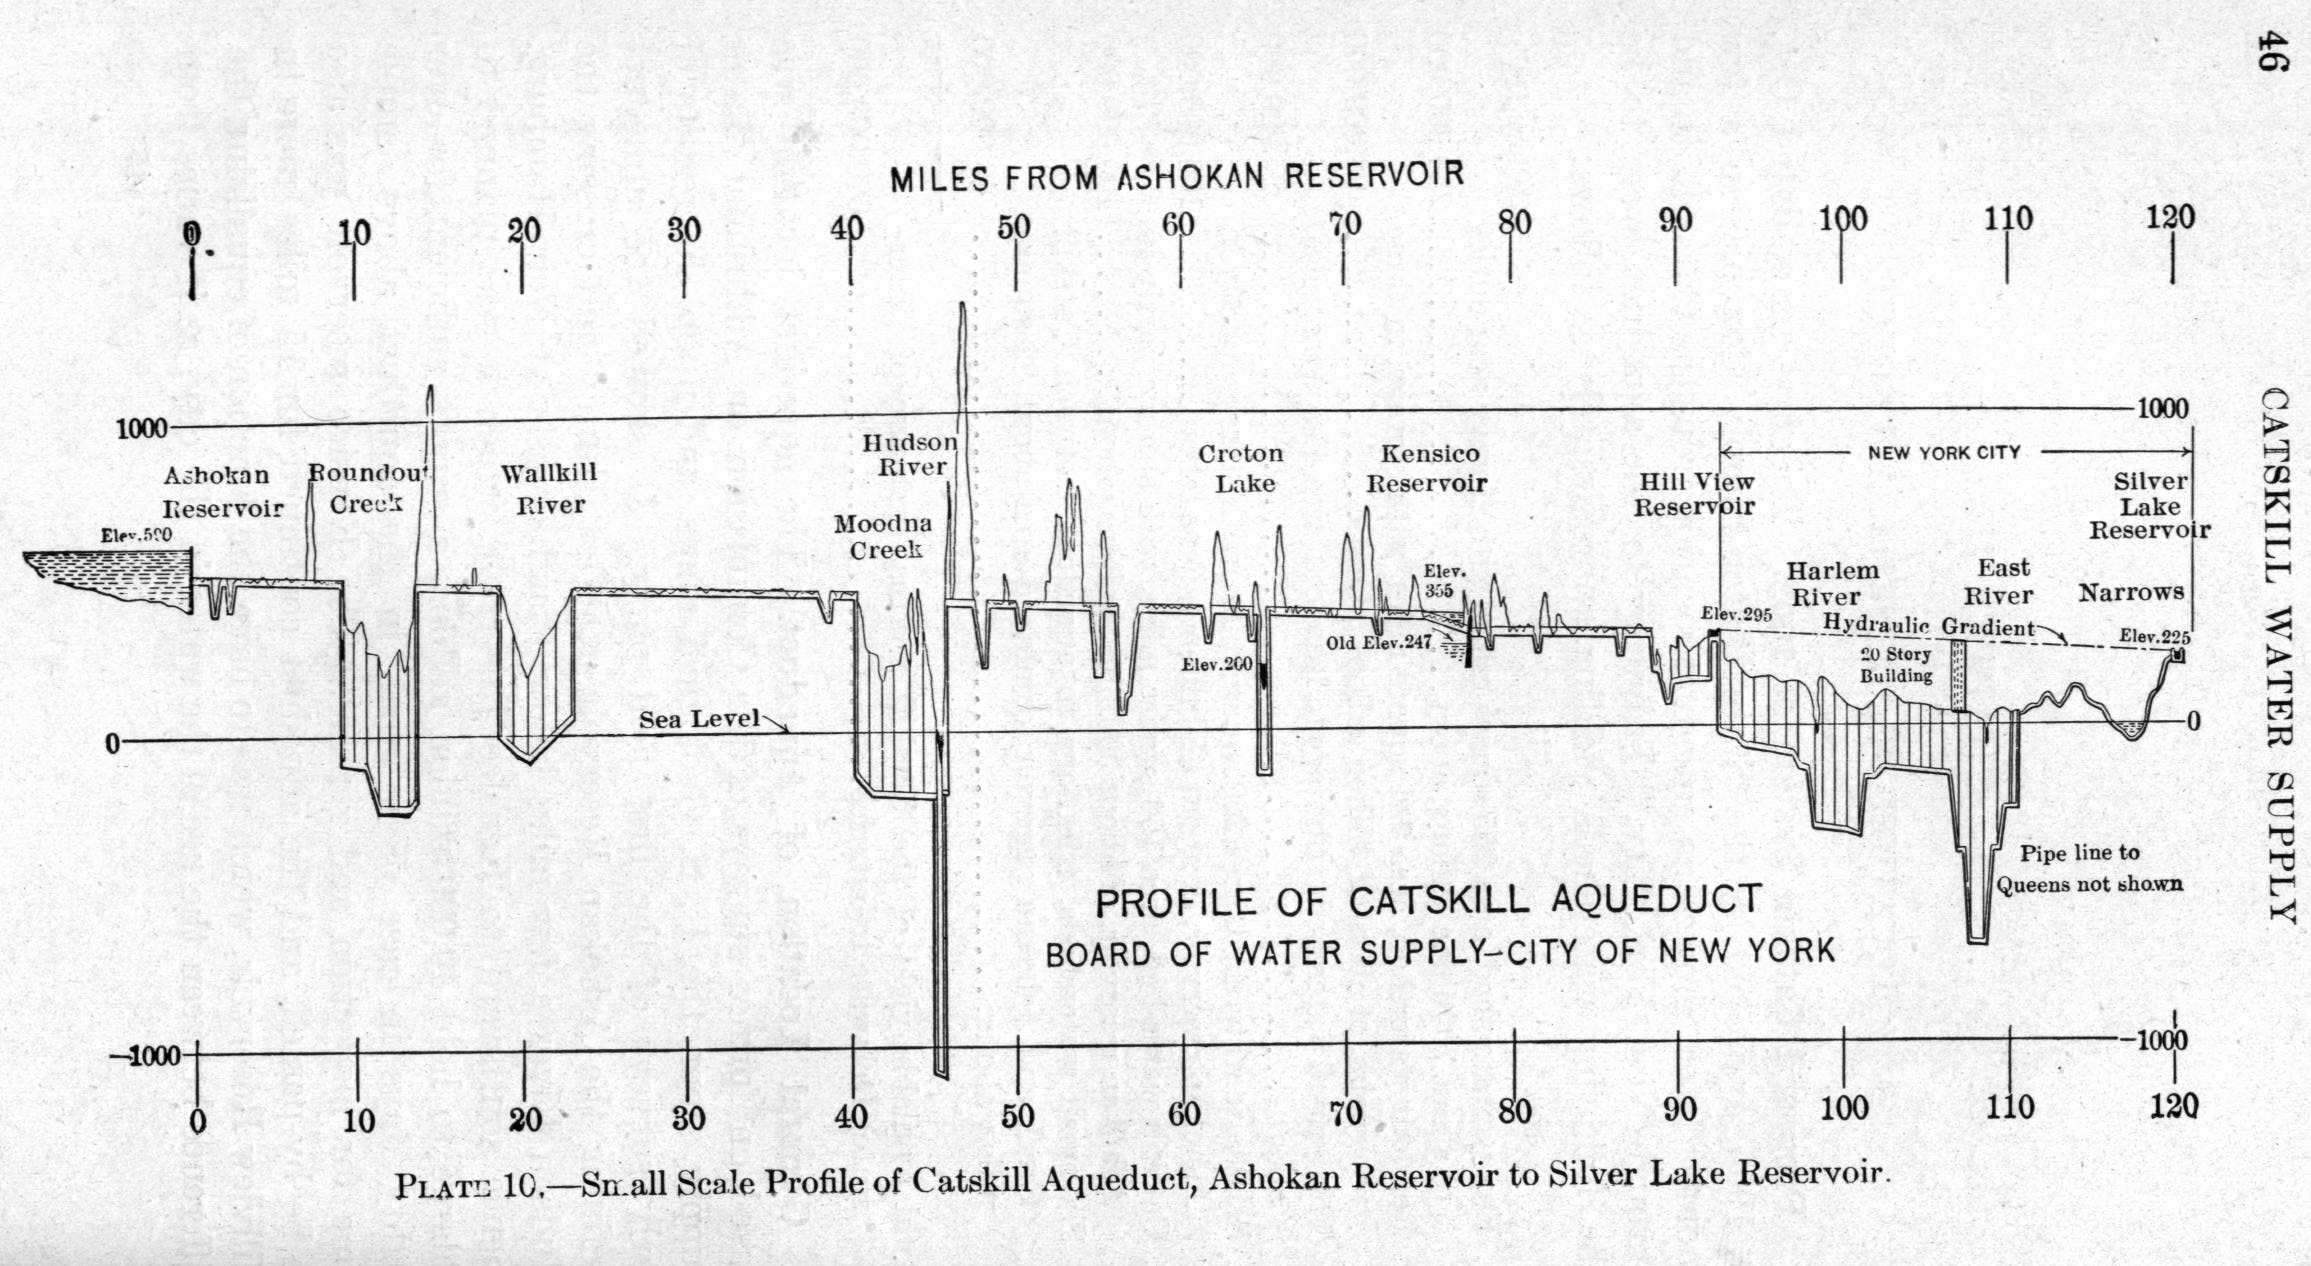 46
CATSKILL WATER SUPPLY
MILES FROM ASHOKAN RESERVOIR
0 10 20 30 40 50 60 70 80 90 100 110 120
1000 1000
Ashokan
Reservoir
Elev.590
Roundout
Creek
Wallkill
River
Hudson
River
Moodna
Creek
Croton
Lake
Kensico
Reservoir
Hill View
Reservoir
NEW YORK CITY
Silver
Lake
Reservoir
Elev.
355
Old Elev.247
Elev.200
Elev.295
Harlem
River
East
River
Narrows
Hydraulic Gradient
Elev.225
20 Story
Building
Sea Level
0 0
Pipe line to
Queens not shown
PROFILE OF CATSKILL AQUEDUCT
BOARD OF WATER SUPPLY-CITY OF NEW YORK
-1000 -1000
0 10 20 30 40 50 60 70 80 90 100 110 120
PLATE 10.—Small Scale Profile of Catskill Aqueduct, Ashokan Reservoir to Silver Lake Reservoir.